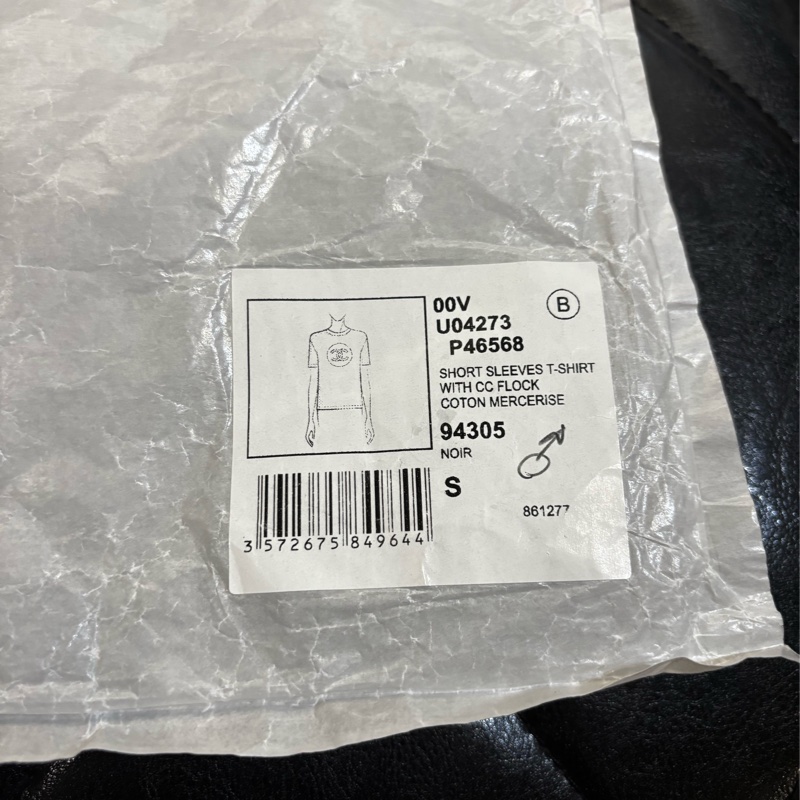 00V
B
U04273
P46568
SHORT SLEEVES T-SHIRT
WITH CC FLOCK
COTON MERCERISE
94305
NOIR
S
861277
3 572675 849644